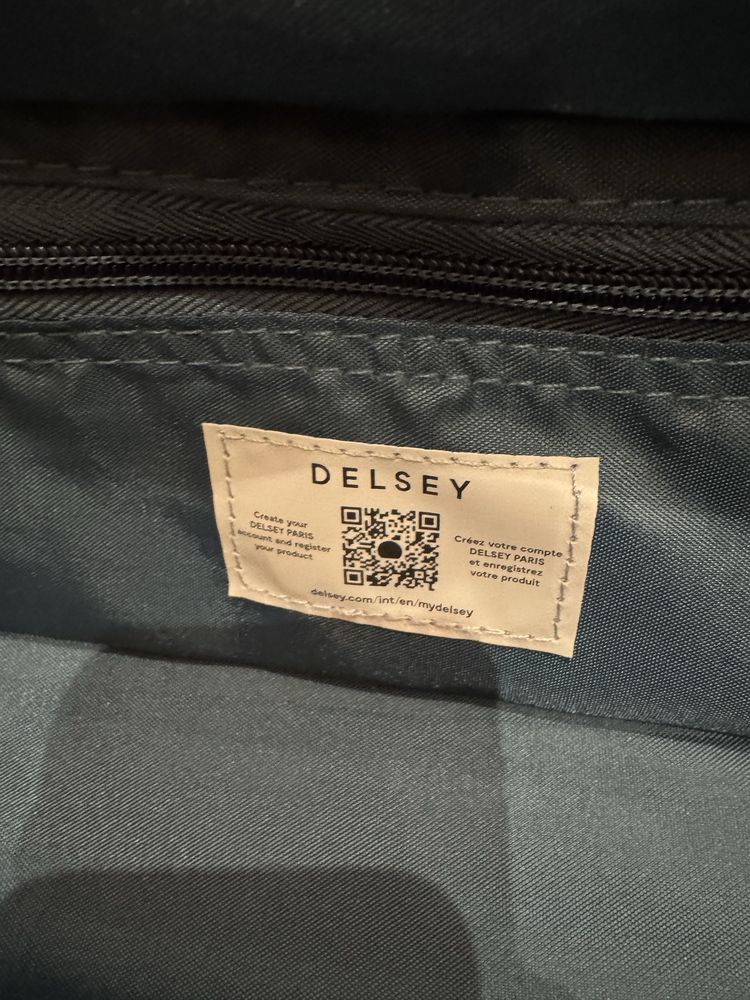 DELSEY
Create your
DELSEY PARIS
account and register
your product
Créez votre compte
DELSEY PARIS
et enregistrez
votre produit
delsey.com/int/en/mydelsey